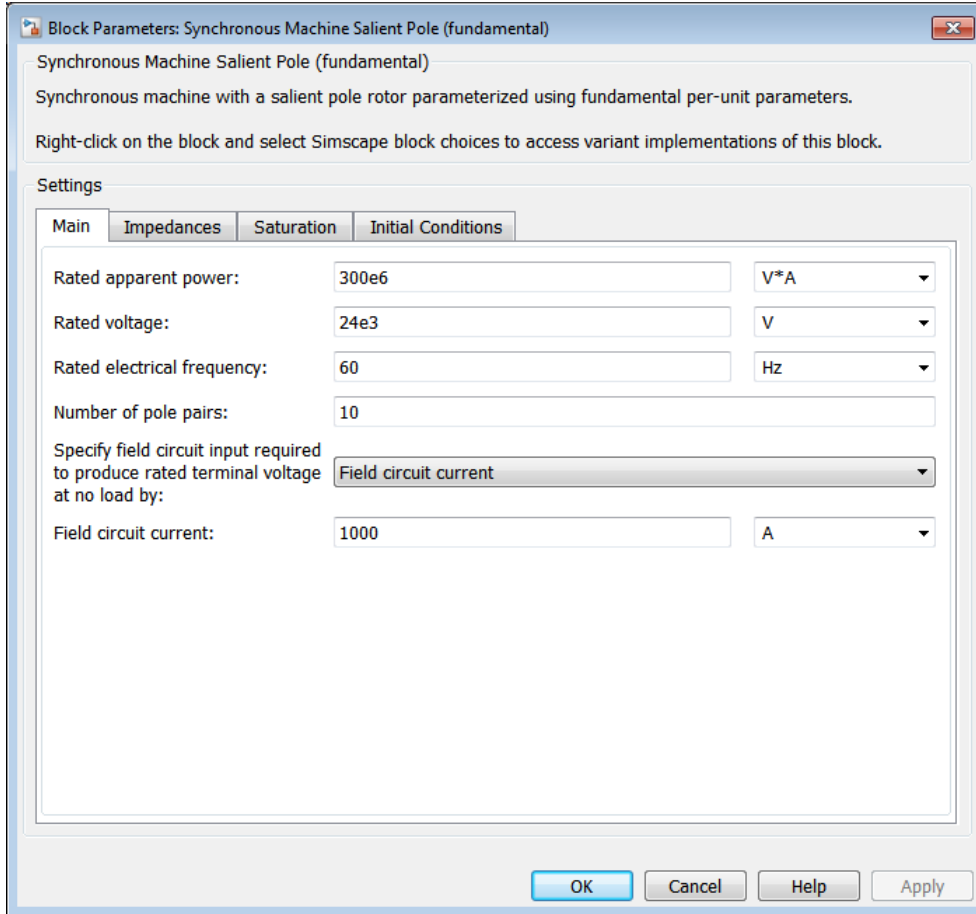 Block Parameters: Synchronous Machine Salient Pole (fundamental)
Synchronous Machine Salient Pole (fundamental)
Synchronous machine with a salient pole rotor parameterized using fundamental per-unit parameters.
Right-click on the block and select Simscape block choices to access variant implementations of this block.
Settings
Main Impedances Saturation Initial Conditions
Rated apparent power: 300e6 V*A
Rated voltage: 24e3 V
Rated electrical frequency: 60 Hz
Number of pole pairs: 10
Specify field circuit input required
to produce rated terminal voltage Field circuit current
at no load by:
Field circuit current: 1000 A
OK Cancel Help Apply